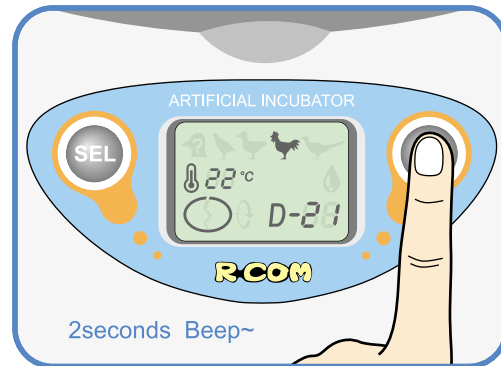 ARTIFICIAL INCUBATOR
SEL
22 °C
D-21
R-COM
2seconds Beep~